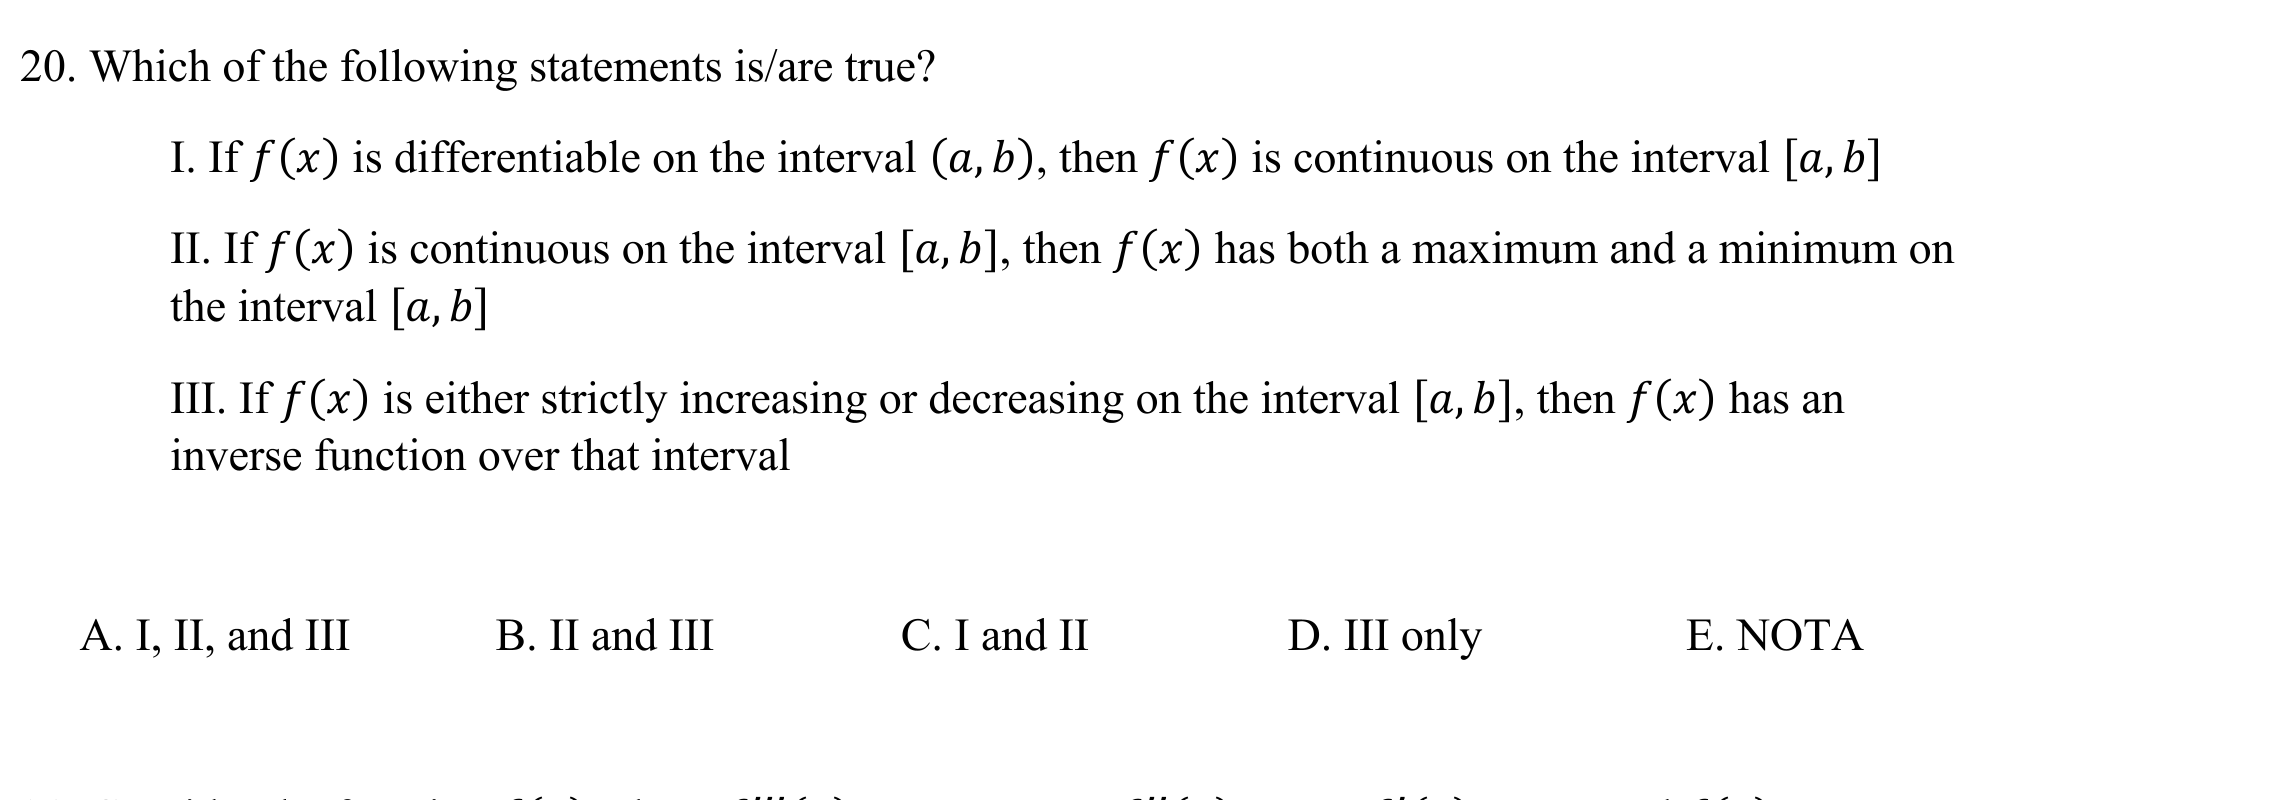 20. Which of the following statements is/are true?
I. If f(x) is differentiable on the interval (a, b), then f(x) is continuous on the interval [a, b]
II. If f(x) is continuous on the interval [a, b], then f(x) has both a maximum and a minimum on
the interval [a, b]
III. If f(x) is either strictly increasing or decreasing on the interval [a, b], then f(x) has an
inverse function over that interval
A. I, II, and III B. II and III C. I and II D. III only E. NOTA